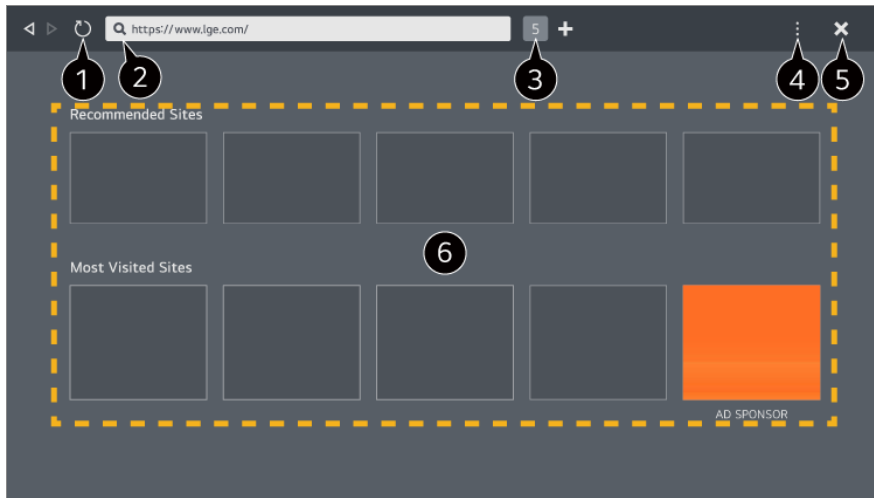 https://www.lge.com/ 5
1 2 3 4 5
Recommended Sites
6
Most Visited Sites
AD SPONSOR